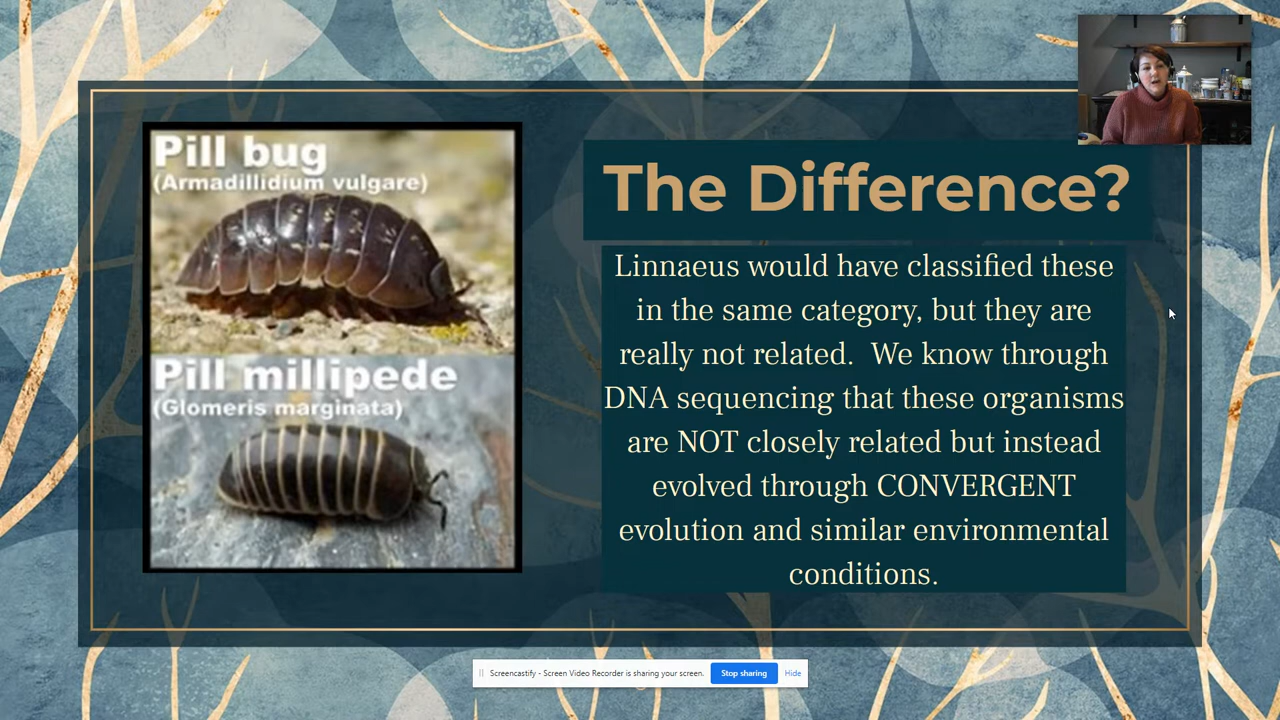 Pill bug
(Armadillidium vulgare)
Pill millipede
(Glomeris marginata)
The Difference?
Linnaeus would have classified these
in the same category, but they are
really not related.  We know through
DNA sequencing that these organisms
are NOT closely related but instead
evolved through CONVERGENT
evolution and similar environmental
conditions.
Screencastify - Screen Video Recorder is sharing your screen.
Stop sharing
Hide